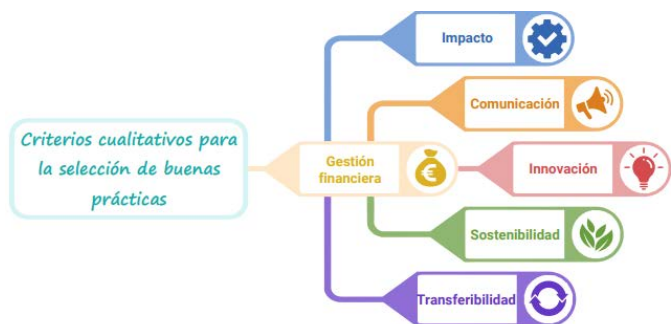 Criterios cualitativos para
la selección de buenas
prácticas
Gestión
financiera
€
Impacto
Comunicación
Innovación
Sostenibilidad
Transferibilidad